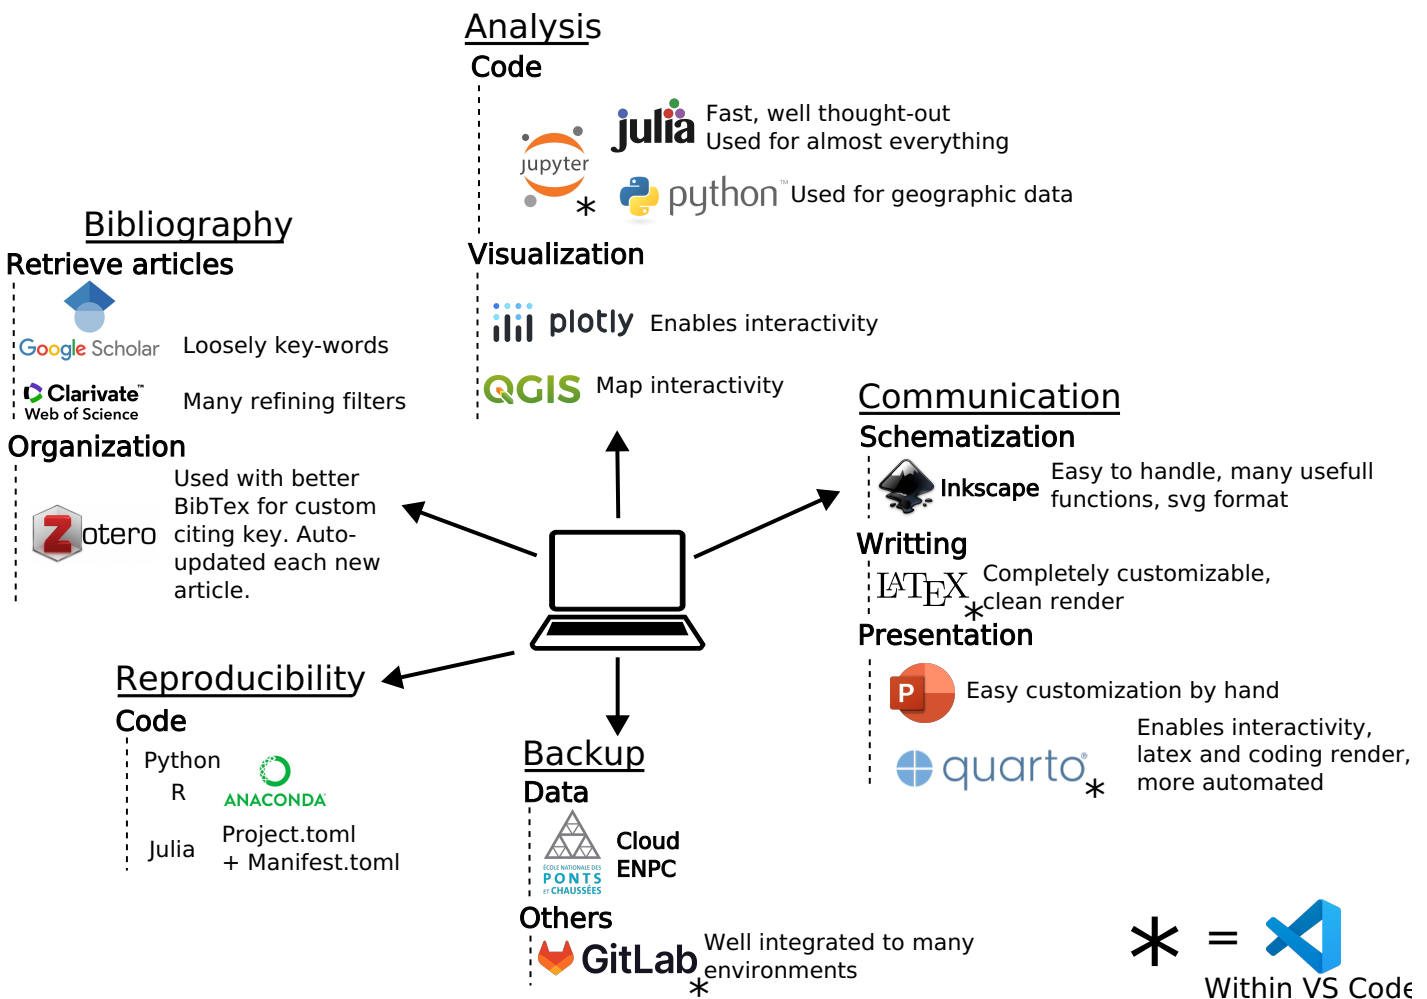 Analysis
Code
jupyter
*
julia
Fast, well thought-out
Used for almost everything
python™
Used for geographic data
Visualization
plotly
Enables interactivity
QGIS
Map interactivity
Bibliography
Retrieve articles
Google Scholar
Loosely key-words
Clarivate™
Web of Science
Many refining filters
Organization
Zotero
Used with better
BibTex for custom
citing key. Auto-
updated each new
article.
Communication
Schematization
Inkscape
Easy to handle, many usefull
functions, svg format
Writting
LATEX
*
Completely customizable,
clean render
Presentation
P
Easy customization by hand
quarto®
*
Enables interactivity,
latex and coding render,
more automated
Reproducibility
Code
Python
R
ANACONDA®
Julia
Project.toml
+ Manifest.toml
Backup
Data
ÉCOLE NATIONALE DES
PONTS
ET CHAUSSÉES
Cloud
ENPC
Others
GitLab
*
Well integrated to many
environments
* =
Within VS Code